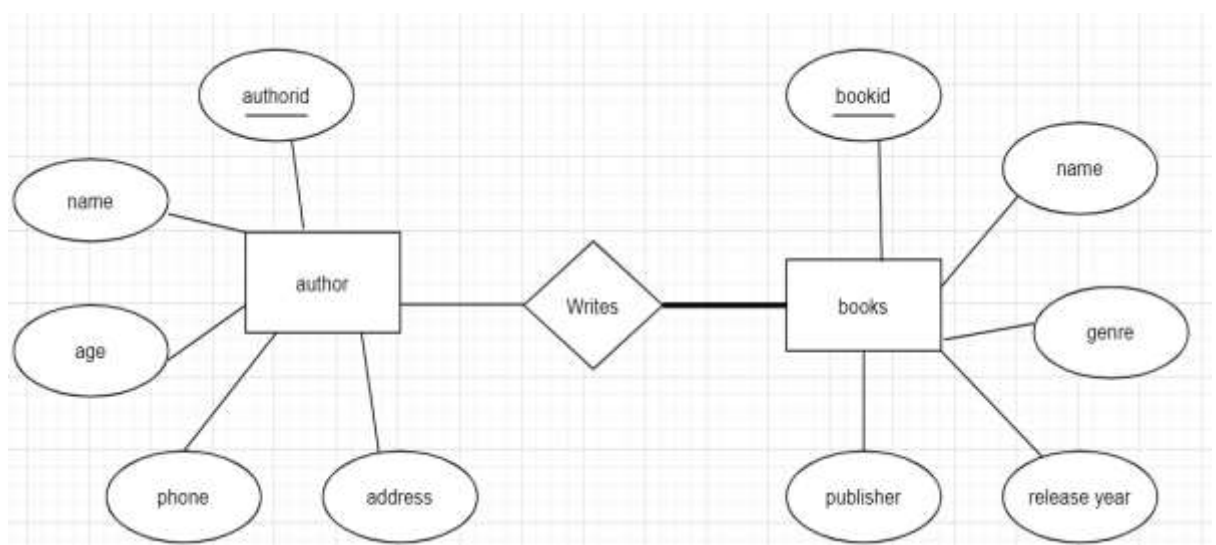 authorid
bookid
name
name
author
Writes
books
age
genre
phone
address
publisher
release year